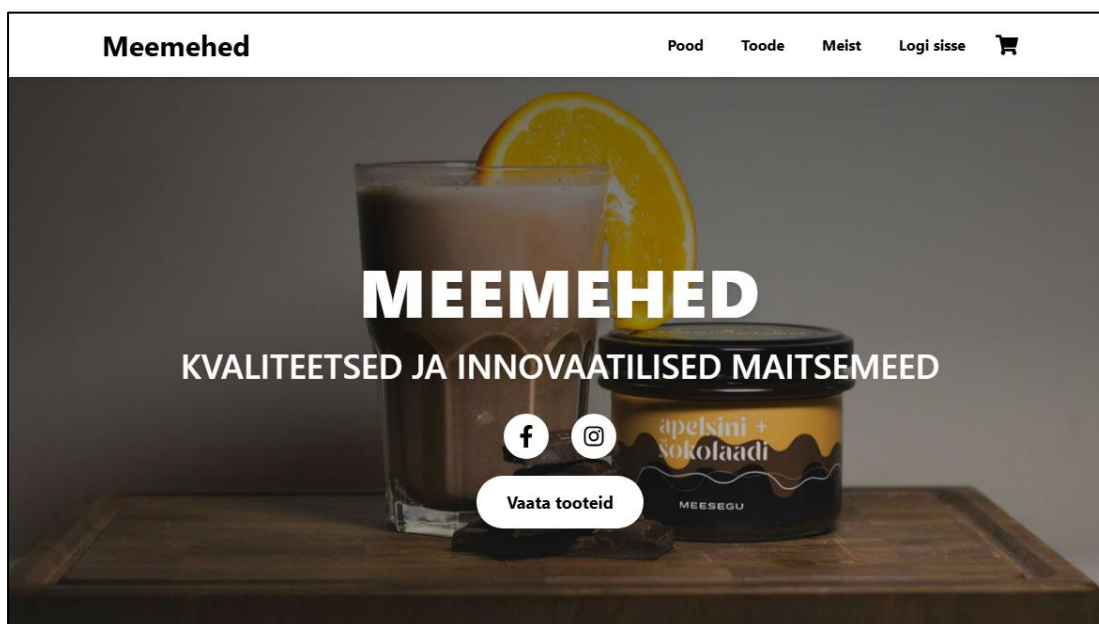 Meemehed
Pood Toode Meist Logi sisse
MEEMEHED
KVALITEETSED JA INNOVAATILISED MAITSEMEED
apelsini +
šokolaadi
Vaata tooteid
MEESEGU